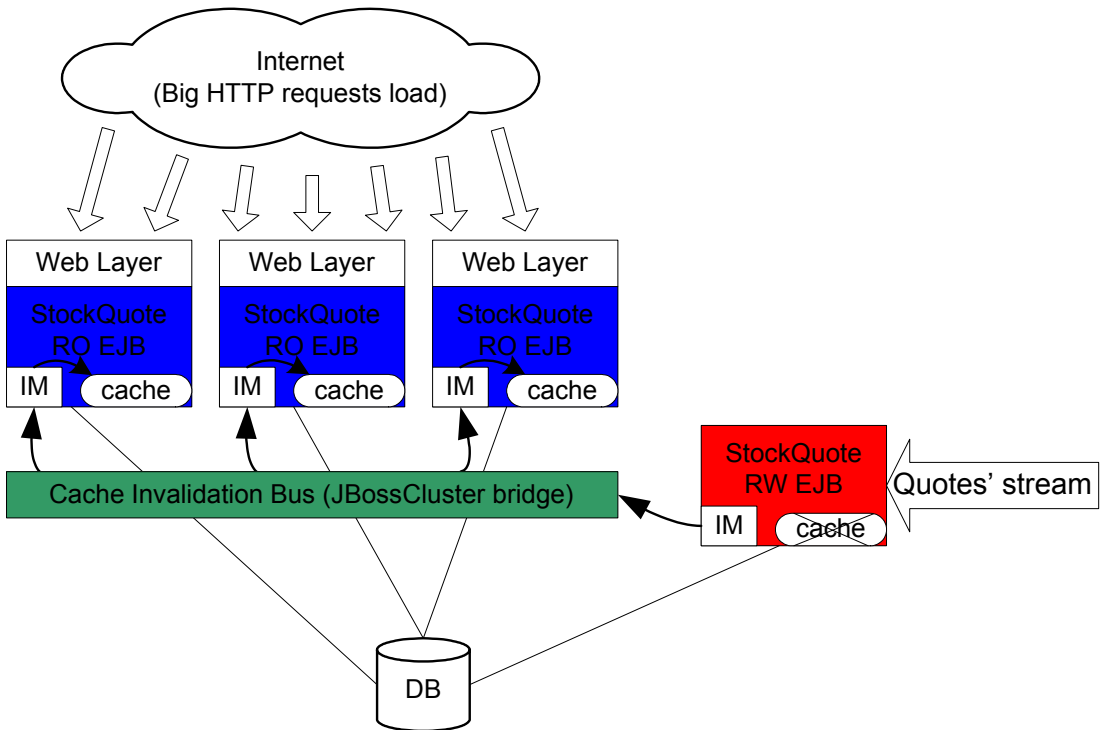 Internet
(Big HTTP requests load)
Web Layer
Web Layer
Web Layer
StockQuote
RO EJB
StockQuote
RO EJB
StockQuote
RO EJB
IM
cache
IM
cache
IM
cache
StockQuote
RW EJB
Quotes’ stream
Cache Invalidation Bus (JBossCluster bridge)
IM
cache
DB